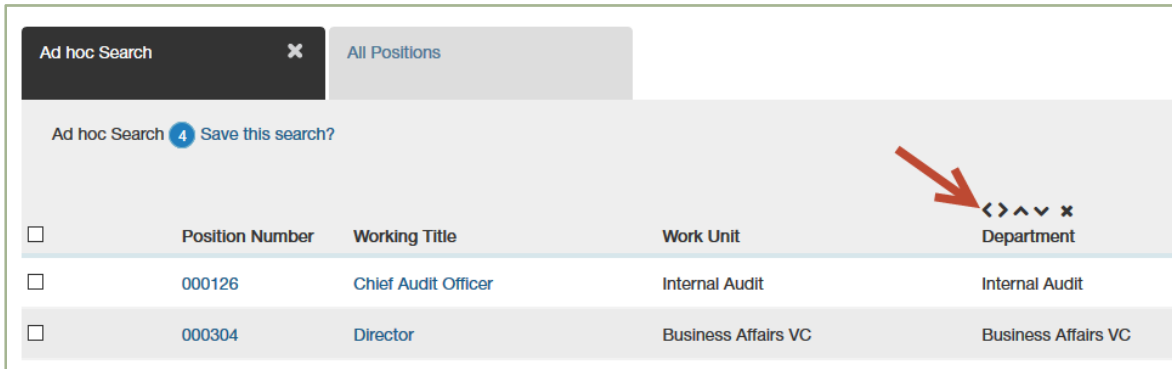 Ad hoc Search
All Positions
Ad hoc Search 4 Save this search?
Position Number Working Title Work Unit Department
000126 Chief Audit Officer Internal Audit Internal Audit
000304 Director Business Affairs VC Business Affairs VC